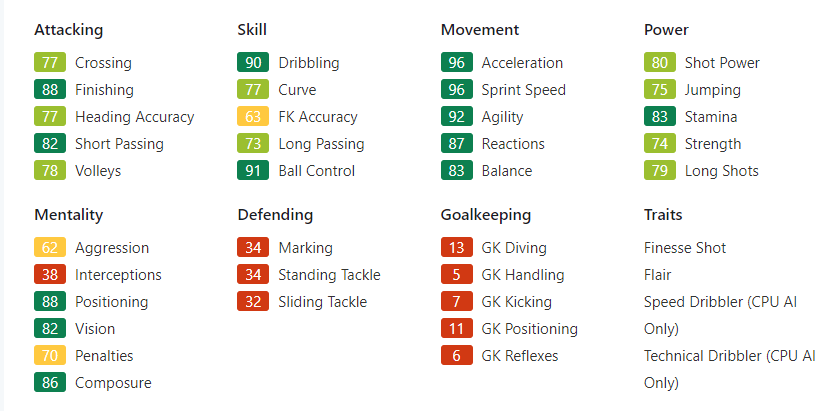 Attacking
77 Crossing
88 Finishing
77 Heading Accuracy
82 Short Passing
78 Volleys
Skill
90 Dribbling
77 Curve
63 FK Accuracy
73 Long Passing
91 Ball Control
Movement
96 Acceleration
96 Sprint Speed
92 Agility
87 Reactions
83 Balance
Power
80 Shot Power
75 Jumping
83 Stamina
74 Strength
79 Long Shots
Mentality
62 Aggression
38 Interceptions
88 Positioning
82 Vision
70 Penalties
86 Composure
Defending
34 Marking
34 Standing Tackle
32 Sliding Tackle
Goalkeeping
13 GK Diving
5 GK Handling
7 GK Kicking
11 GK Positioning
6 GK Reflexes
Traits
Finesse Shot
Flair
Speed Dribbler (CPU AI
Only)
Technical Dribbler (CPU AI
Only)